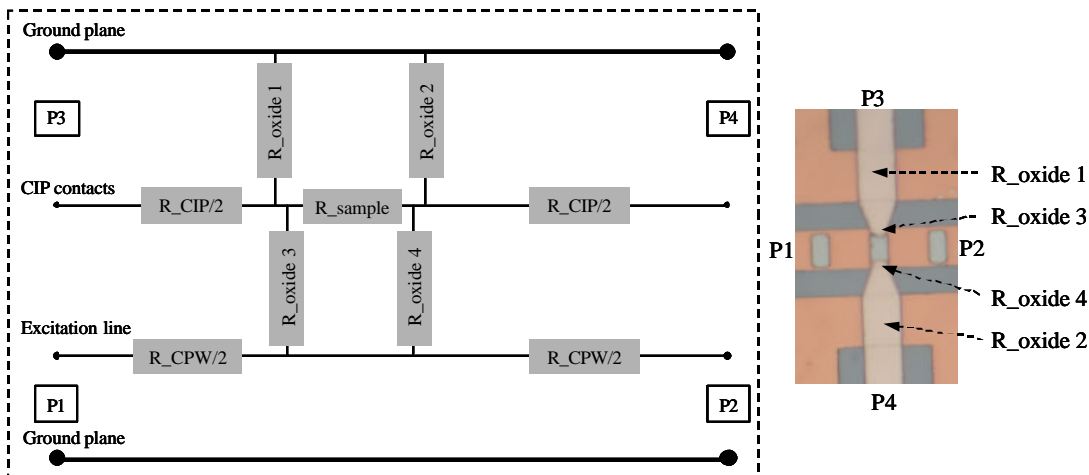 Ground plane
P3
R_oxide 1
R_oxide 2
P4
CIP contacts
R_CIP/2
R_sample
R_CIP/2
R_oxide 3
R_oxide 4
Excitation line
R_CPW/2
R_CPW/2
P1
P2
Ground plane
P3
R_oxide 1
R_oxide 3
P1
P2
R_oxide 4
R_oxide 2
P4